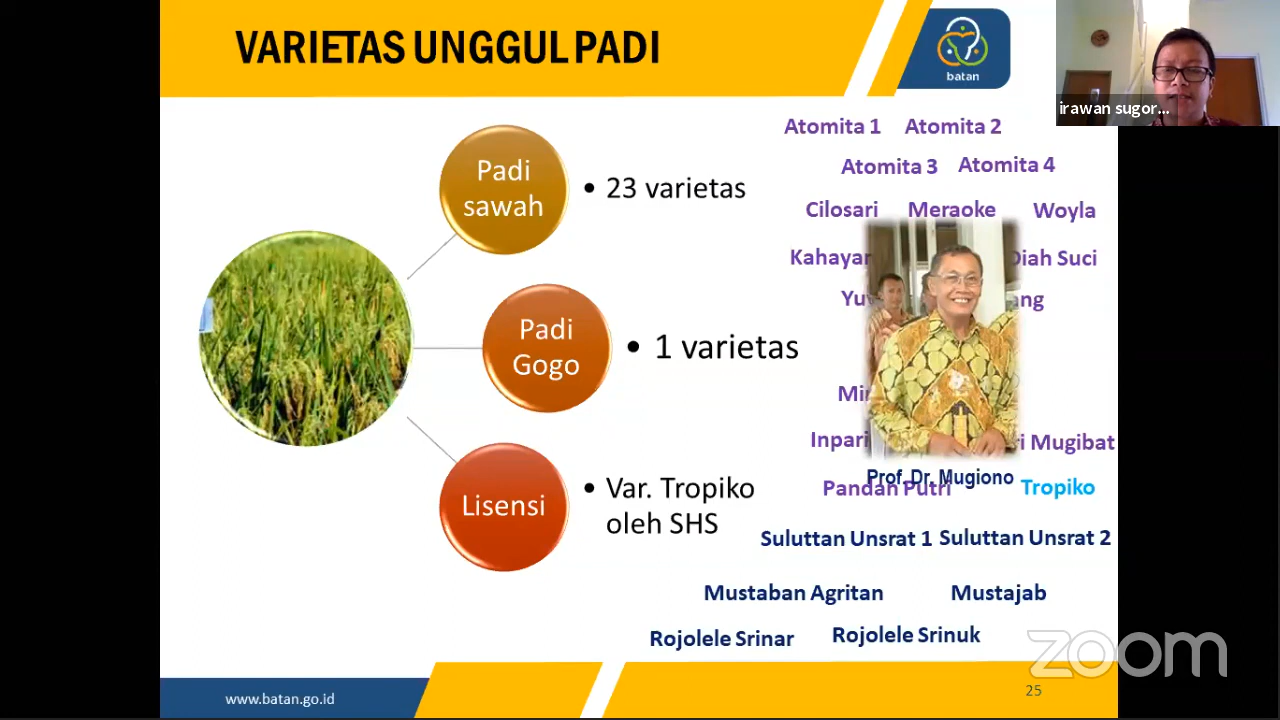 VARIETAS UNGGUL PADI
batan
irawan sugor...
Padi
sawah
• 23 varietas
Padi
Gogo
• 1 varietas
Lisensi
• Var. Tropiko
oleh SHS
Atomita 1 Atomita 2
Atomita 3 Atomita 4
Cilosari Meraoke Woyla
Suci
Inpari Mugibat
Prof. Dr. Mugiono
Pandan Putri Tropiko
Suluttan Unsrat 1 Suluttan Unsrat 2
Mustaban Agritan Mustajab
Rojolele Srinar Rojolele Srinuk
zoom
www.batan.go.id
25